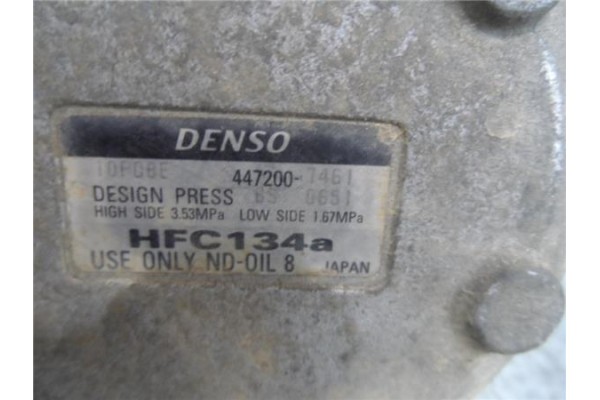 DENSO
447200-7461
DESIGN PRESS
HIGH SIDE 3.53MPa LOW SIDE 1.67MPa
HFC134a
USE ONLY ND-OIL 8 JAPAN